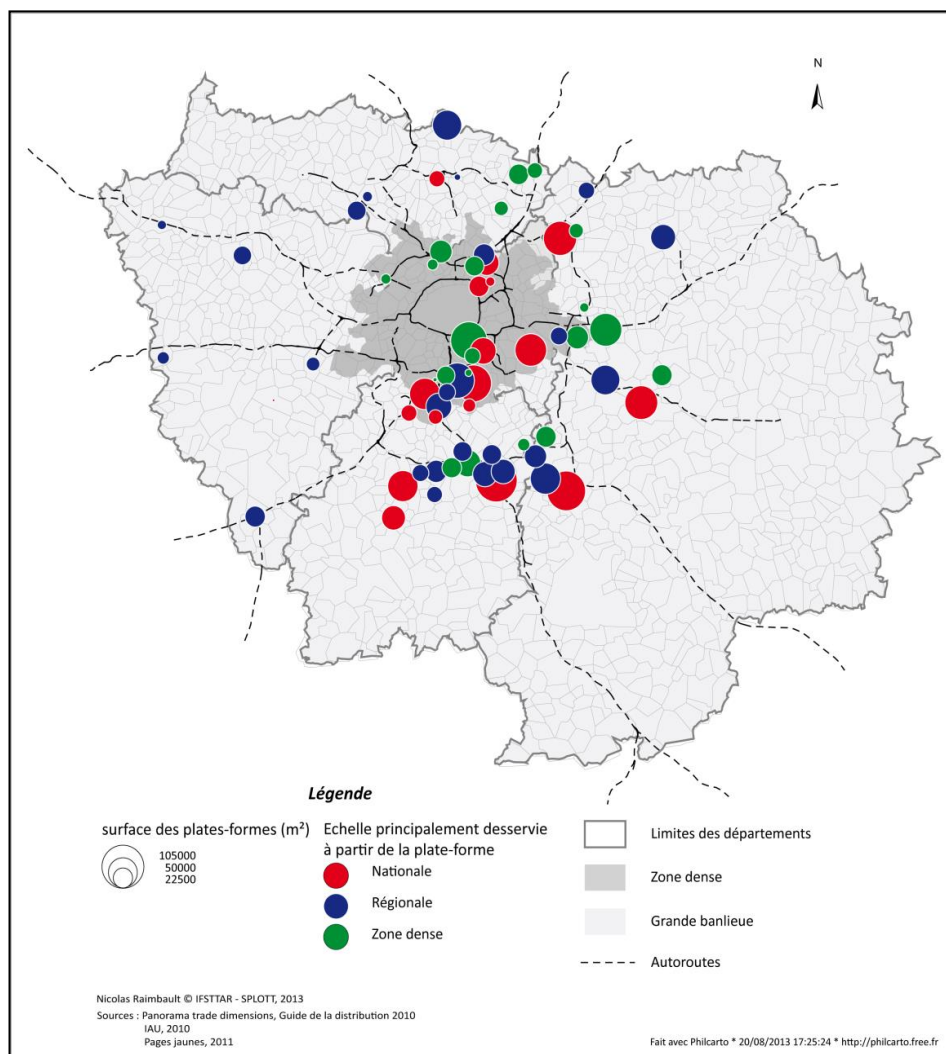 N
Légende
surface des plates-formes (m²)
105000
50000
22500
Echelle principalement desservie
à partir de la plate-forme
Nationale
Régionale
Zone dense
Limites des départements
Zone dense
Grande banlieue
Autoroutes
Nicolas Raimbault © IFSTTAR - SPLOTT, 2013
Sources : Panorama trade dimensions, Guide de la distribution 2010
IAU, 2010
Pages jaunes, 2011
Fait avec Philcarto * 20/08/2013 17:25:24 * http://philcarto.free.fr